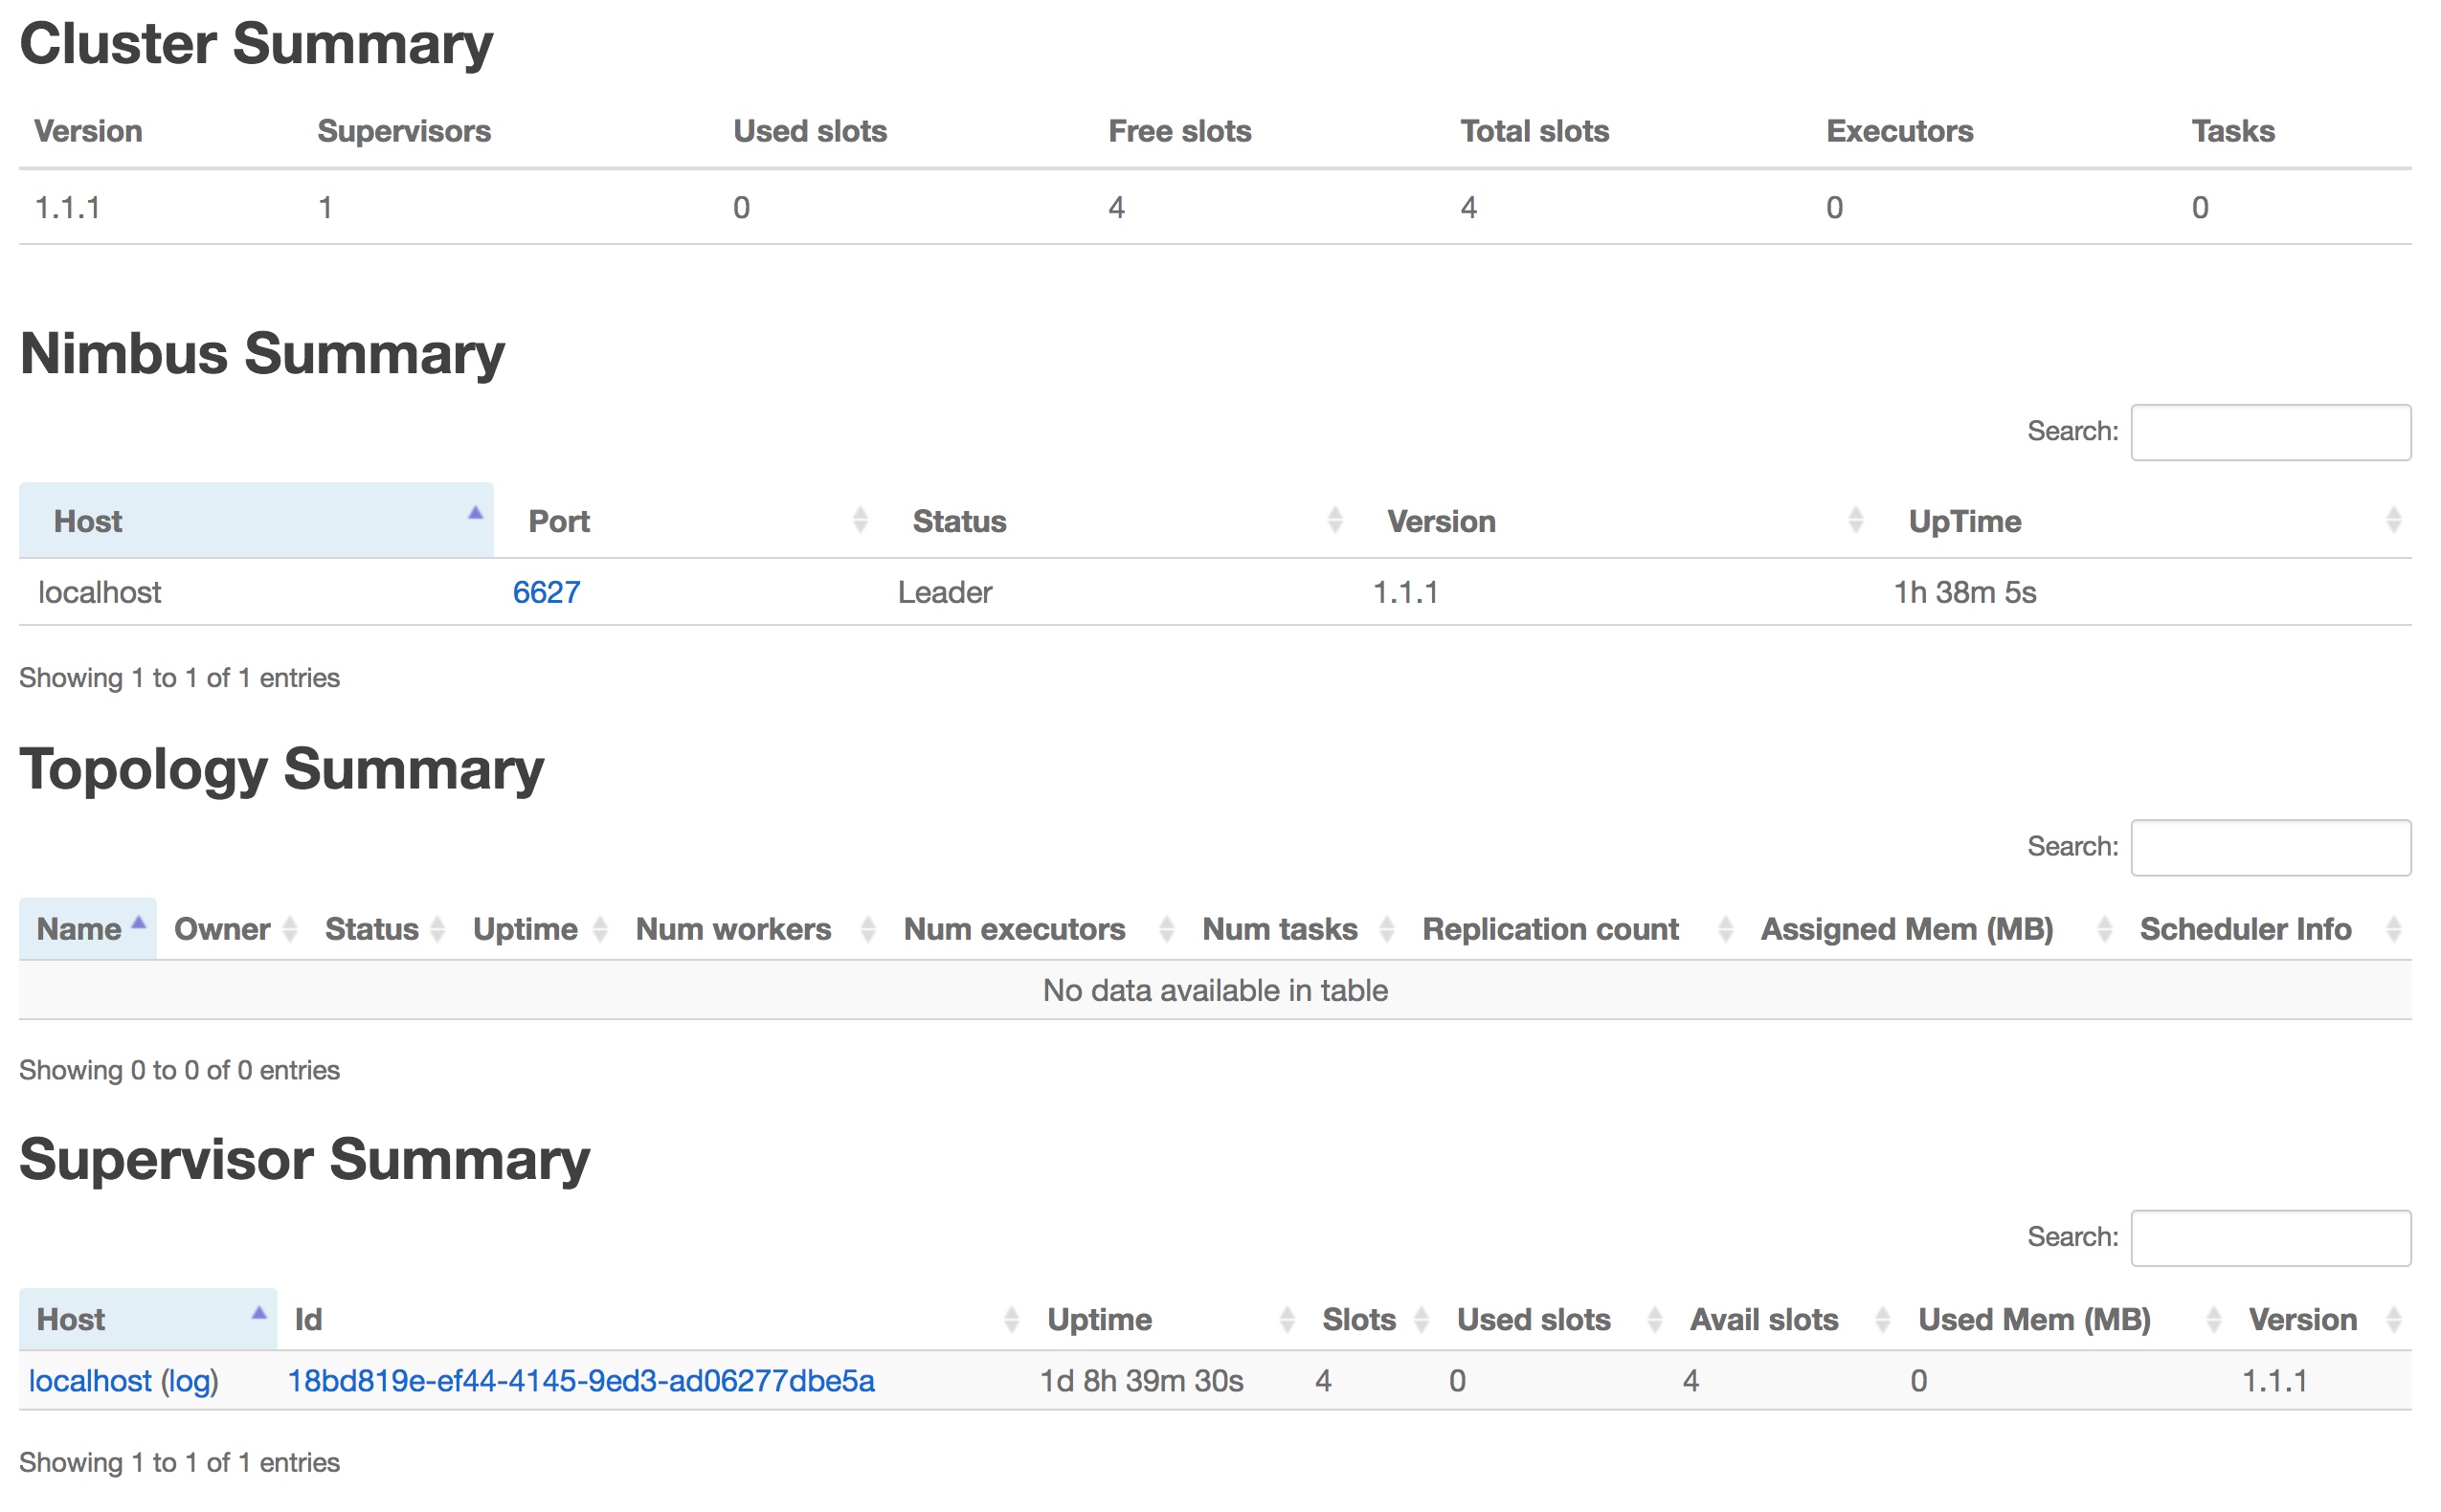 Cluster Summary
Version Supervisors Used slots Free slots Total slots Executors Tasks
1.1.1 1 0 4 4 0 0
Nimbus Summary
Search:
Host Port Status Version UpTime
localhost 6627 Leader 1.1.1 1h 38m 5s
Showing 1 to 1 of 1 entries
Topology Summary
Search:
Name Owner Status Uptime Num workers Num executors Num tasks Replication count Assigned Mem (MB) Scheduler Info
No data available in table
Showing 0 to 0 of 0 entries
Supervisor Summary
Search:
Host Id Uptime Slots Used slots Avail slots Used Mem (MB) Version
localhost (log) 18bd819e-ef44-4145-9ed3-ad06277dbe5a 1d 8h 39m 30s 4 0 4 0 1.1.1
Showing 1 to 1 of 1 entries